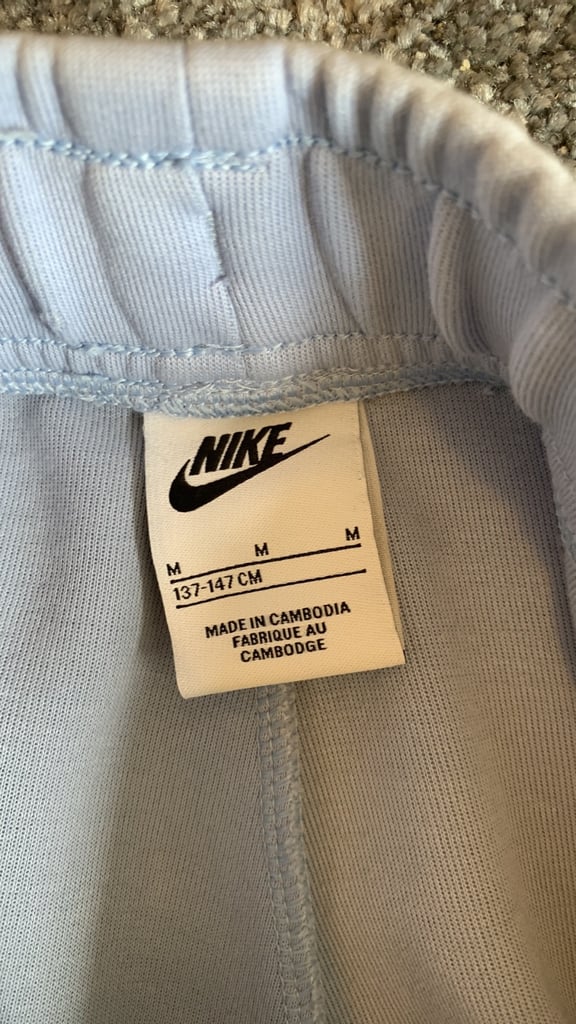 NIKE
M M M
137-147 CM
MADE IN CAMBODIA
FABRIQUE AU
CAMBODGE